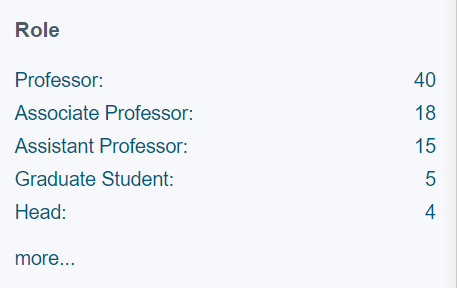 Role
Professor: 40
Associate Professor: 18
Assistant Professor: 15
Graduate Student: 5
Head: 4
more...